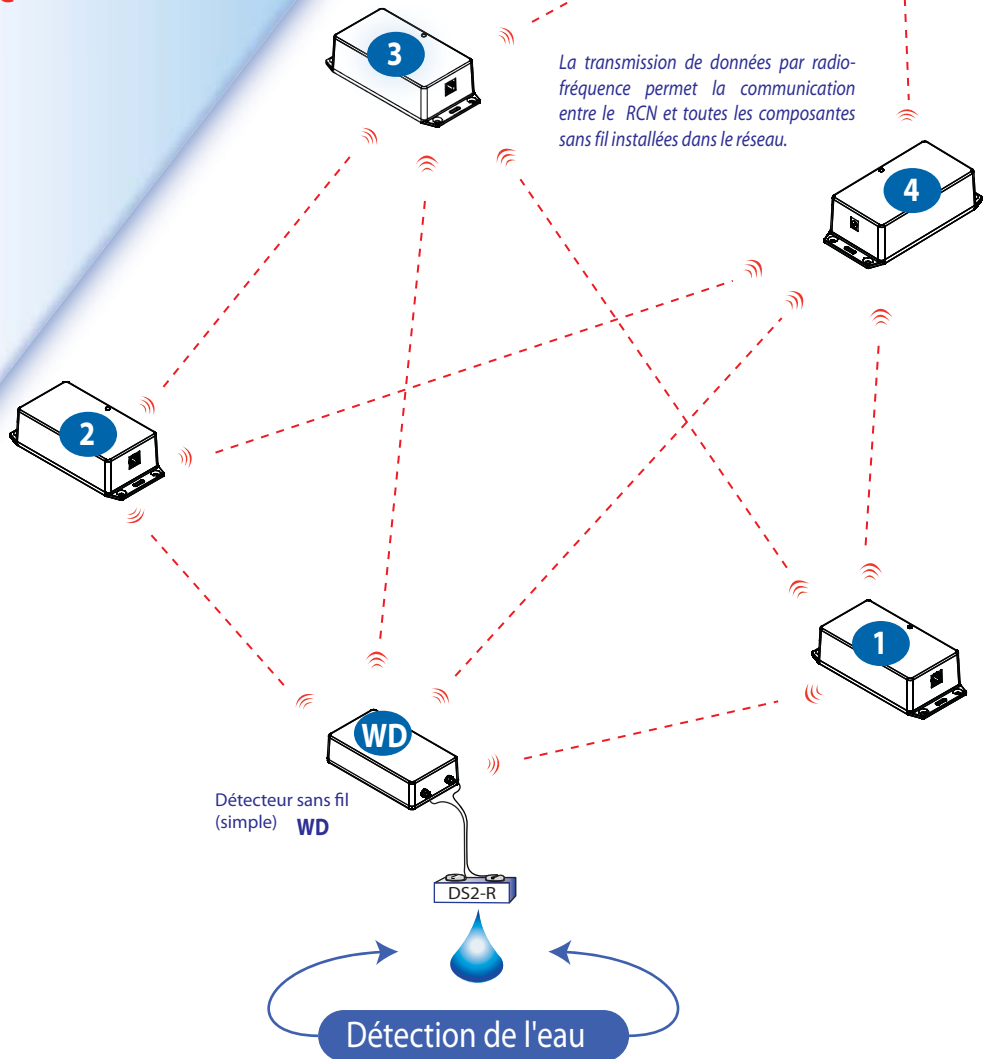 3
La transmission de données par radio-
fréquence permet la communication
entre le RCN et toutes les composantes
sans fil installées dans le réseau.
4
2
1
WD
Détecteur sans fil
(simple) WD
DS2-R
Détection de l'eau